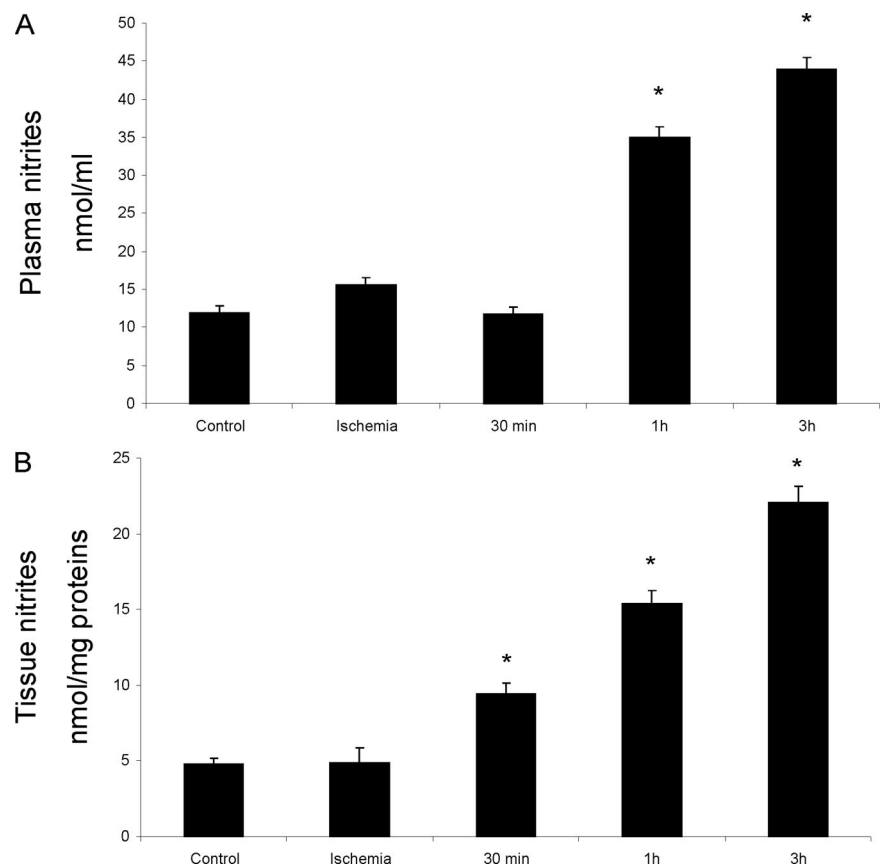 A
Plasma nitrites
nmol/ml
50
45
40
35
30
25
20
15
10
5
0
*
*
Control Ischemia 30 min 1h 3h
B
Tissue nitrites
nmol/mg proteins
25
20
15
10
5
0
*
*
*
Control Ischemia 30 min 1h 3h